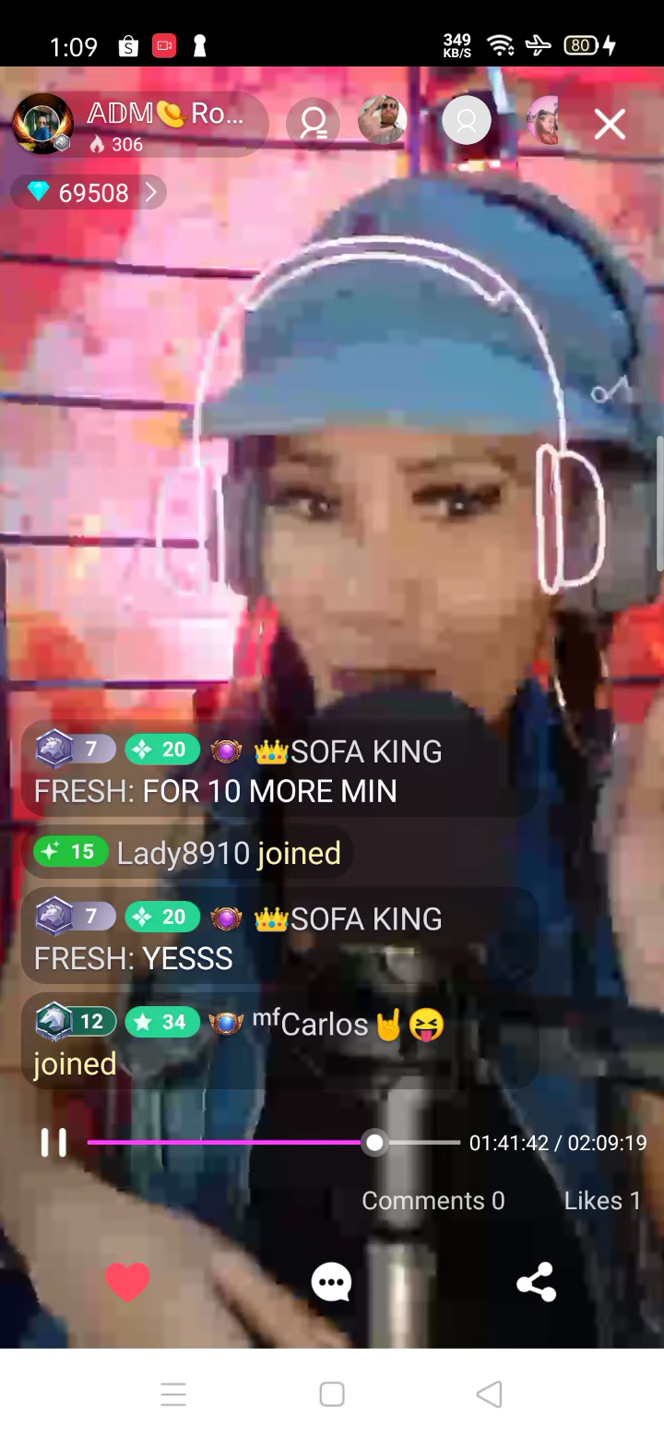 1:09
349
KB/S
80
𝔸𝔻𝕄👒Ro...
306
69508
7 20 👑SOFA KING
FRESH: FOR 10 MORE MIN
15 Lady8910 joined
7 20 👑SOFA KING
FRESH: YESSS
12 34 ᵐᶠCarlos🤘😝
joined
01:41:42 / 02:09:19
Comments 0 Likes 1